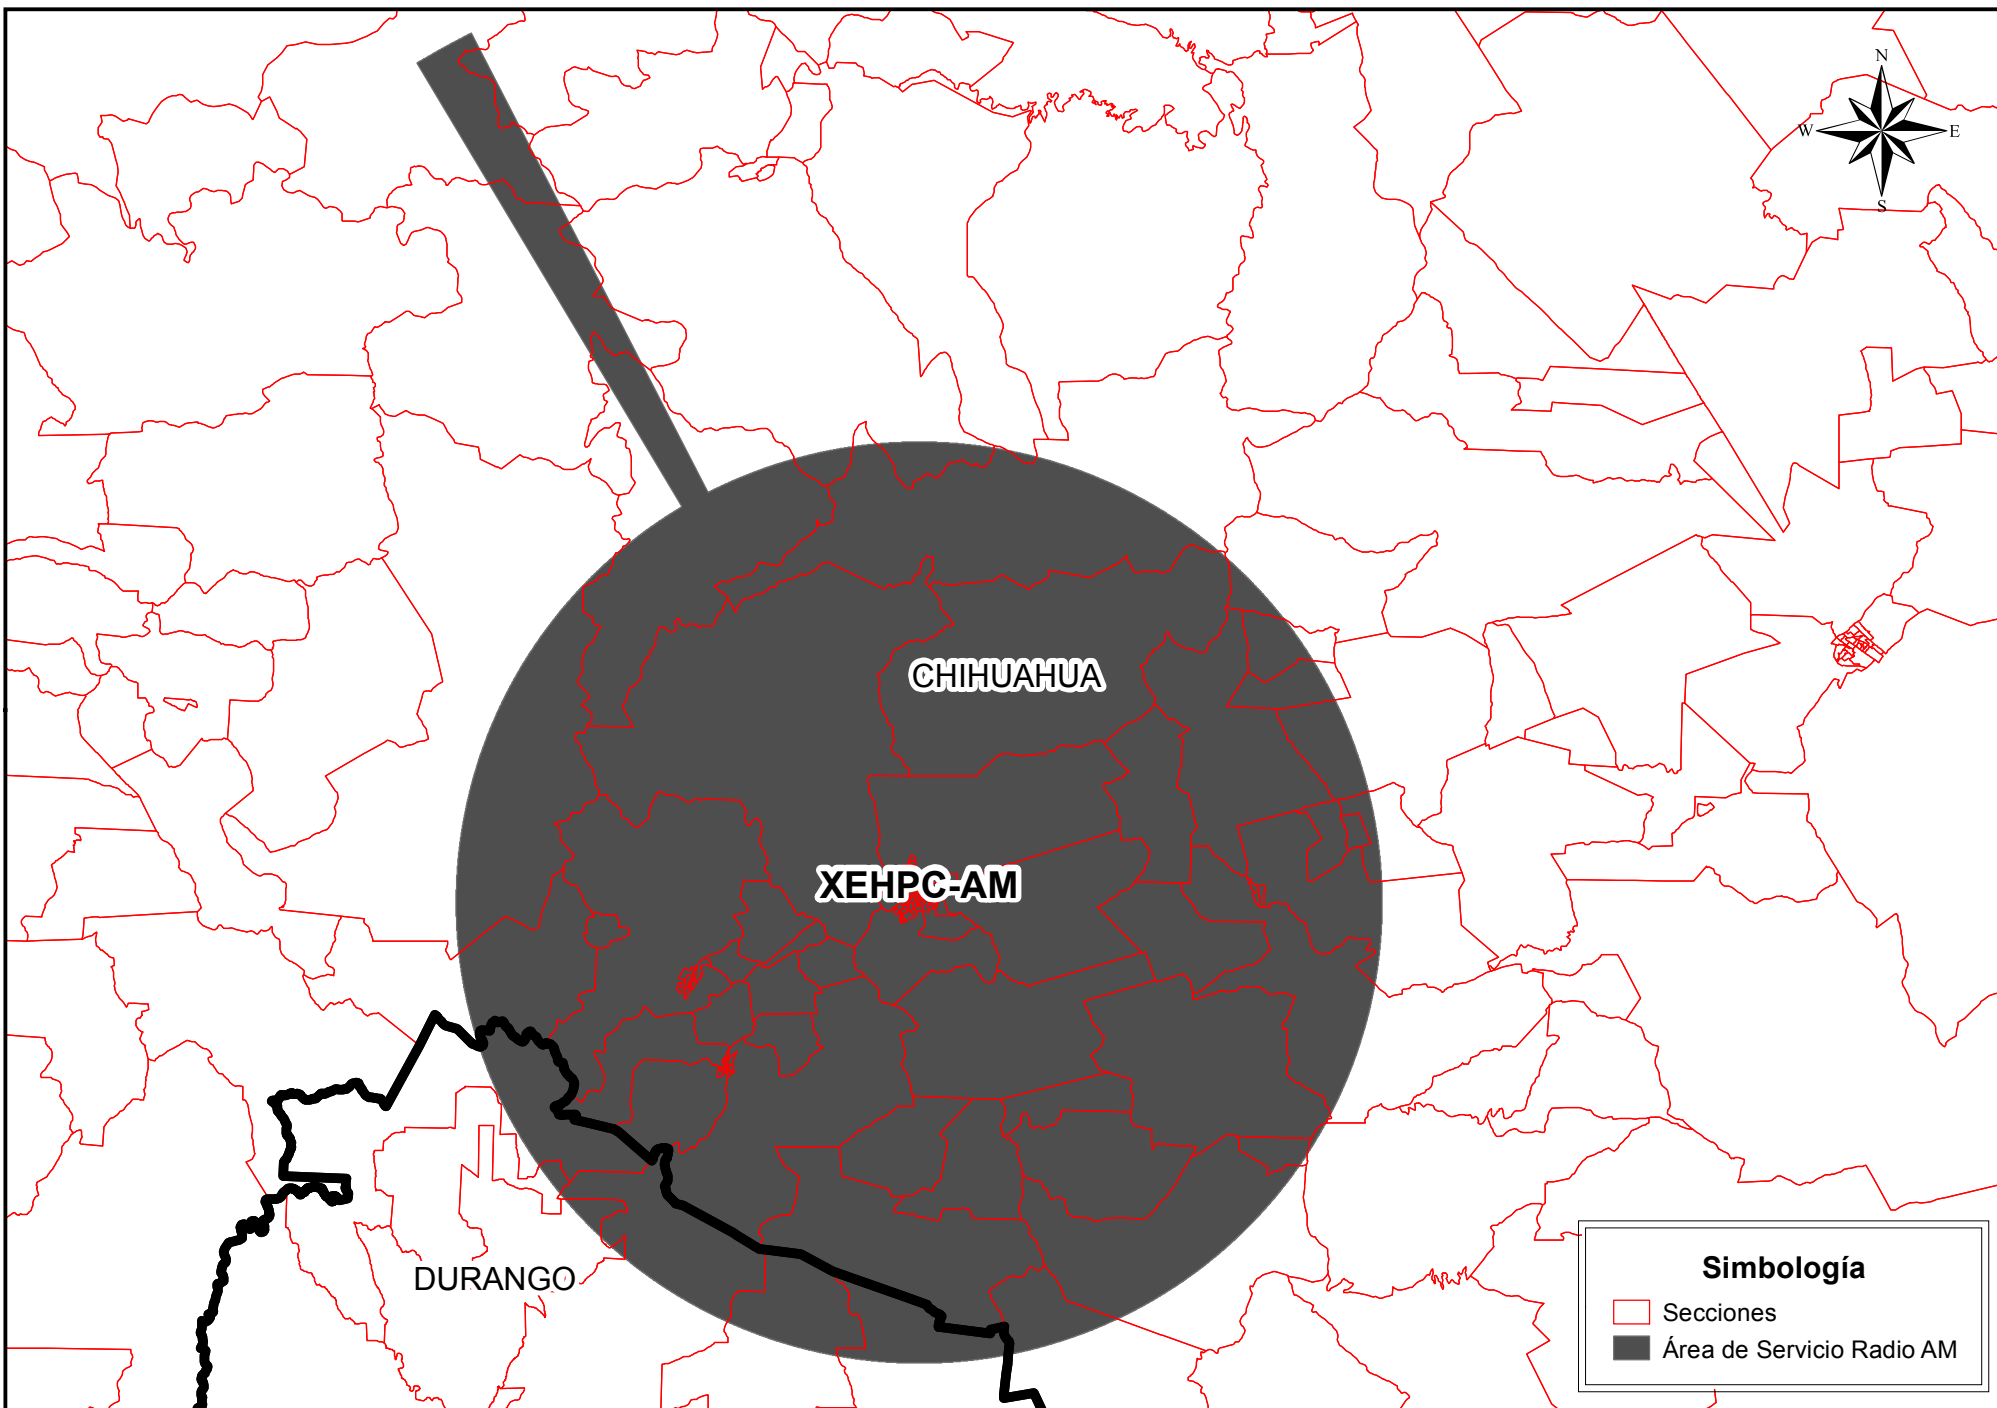 N
W E
S
CHIHUAHUA
XEHPC-AM
DURANGO
Simbología
Secciones
Área de Servicio Radio AM